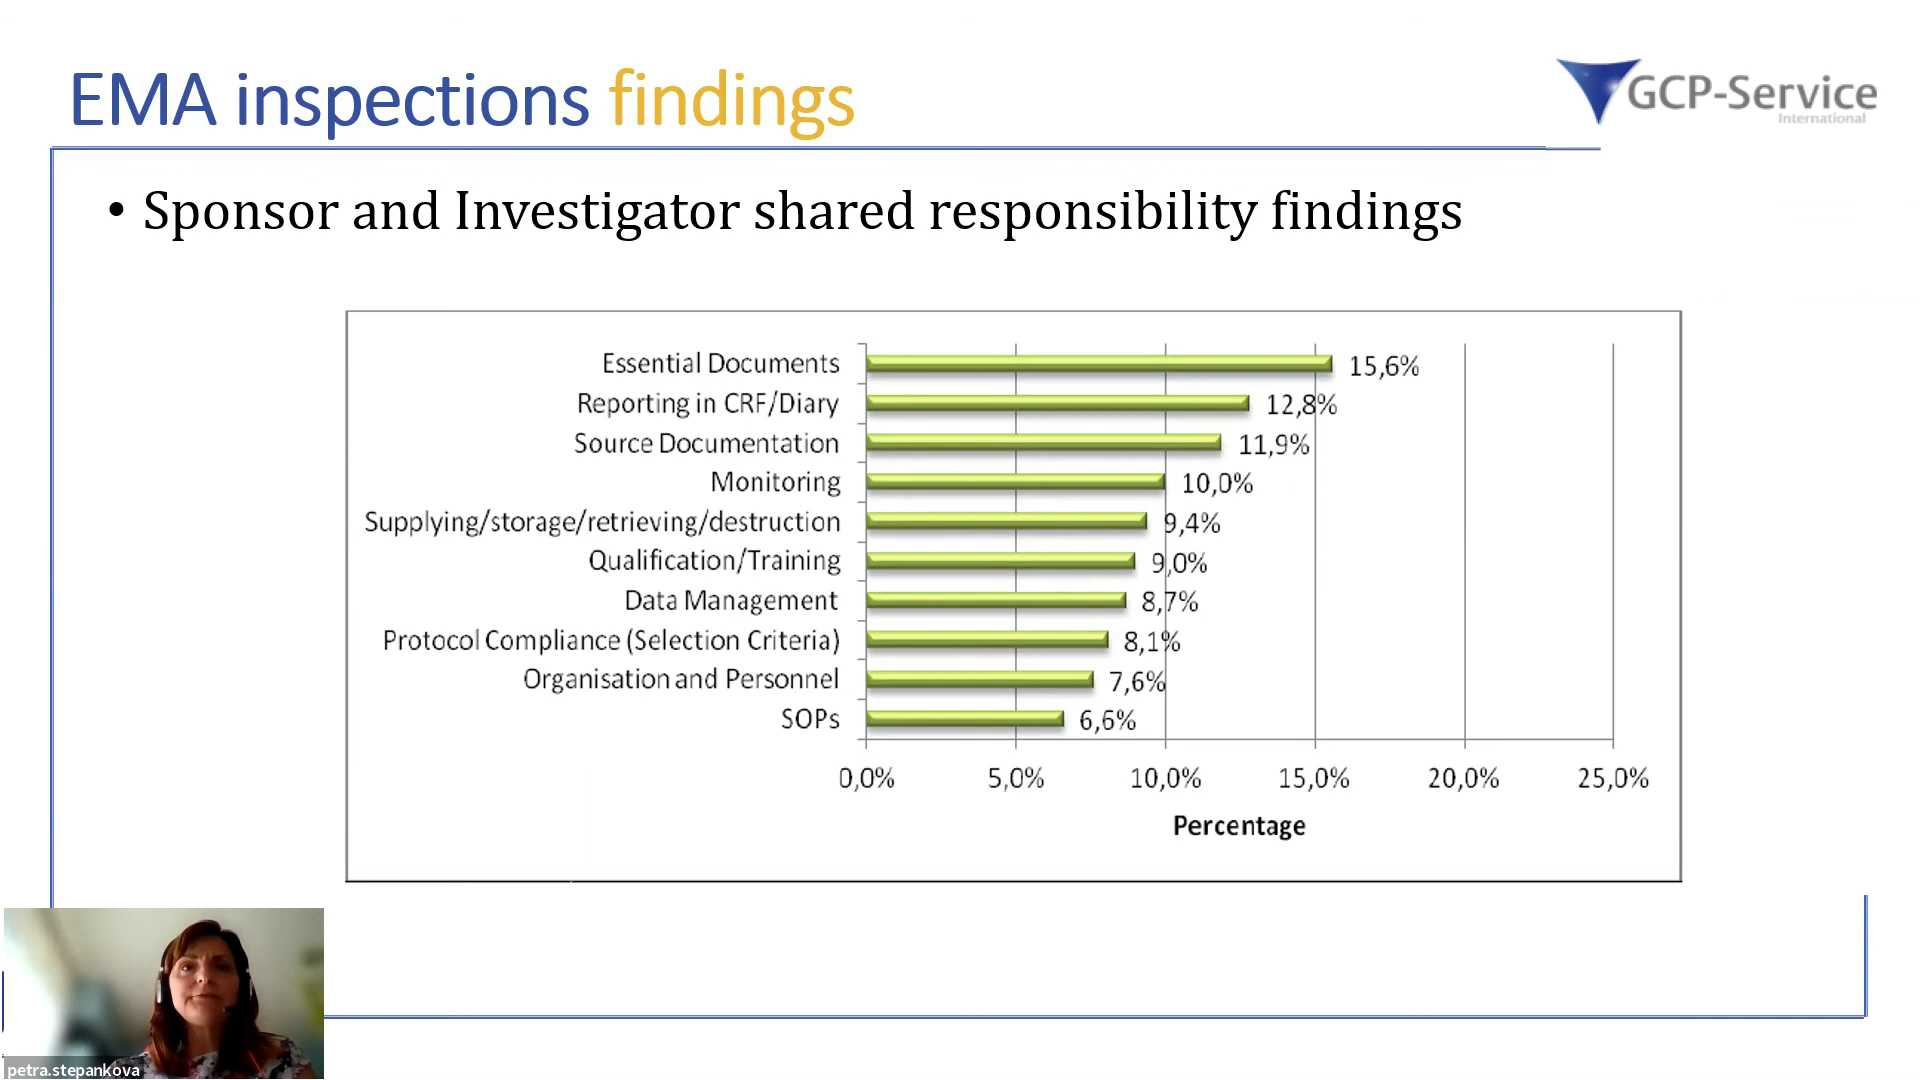 EMA inspections findings
GCP-Service
International
• Sponsor and Investigator shared responsibility findings
Essential Documents 15,6%
Reporting in CRF/Diary 12,8%
Source Documentation 11,9%
Monitoring 10,0%
Supplying/storage/retrieving/destruction 9,4%
Qualification/Training 9,0%
Data Management 8,7%
Protocol Compliance (Selection Criteria) 8,1%
Organisation and Personnel 7,6%
SOPs 6,6%
0,0% 5,0% 10,0% 15,0% 20,0% 25,0%
Percentage
petra.stepankova